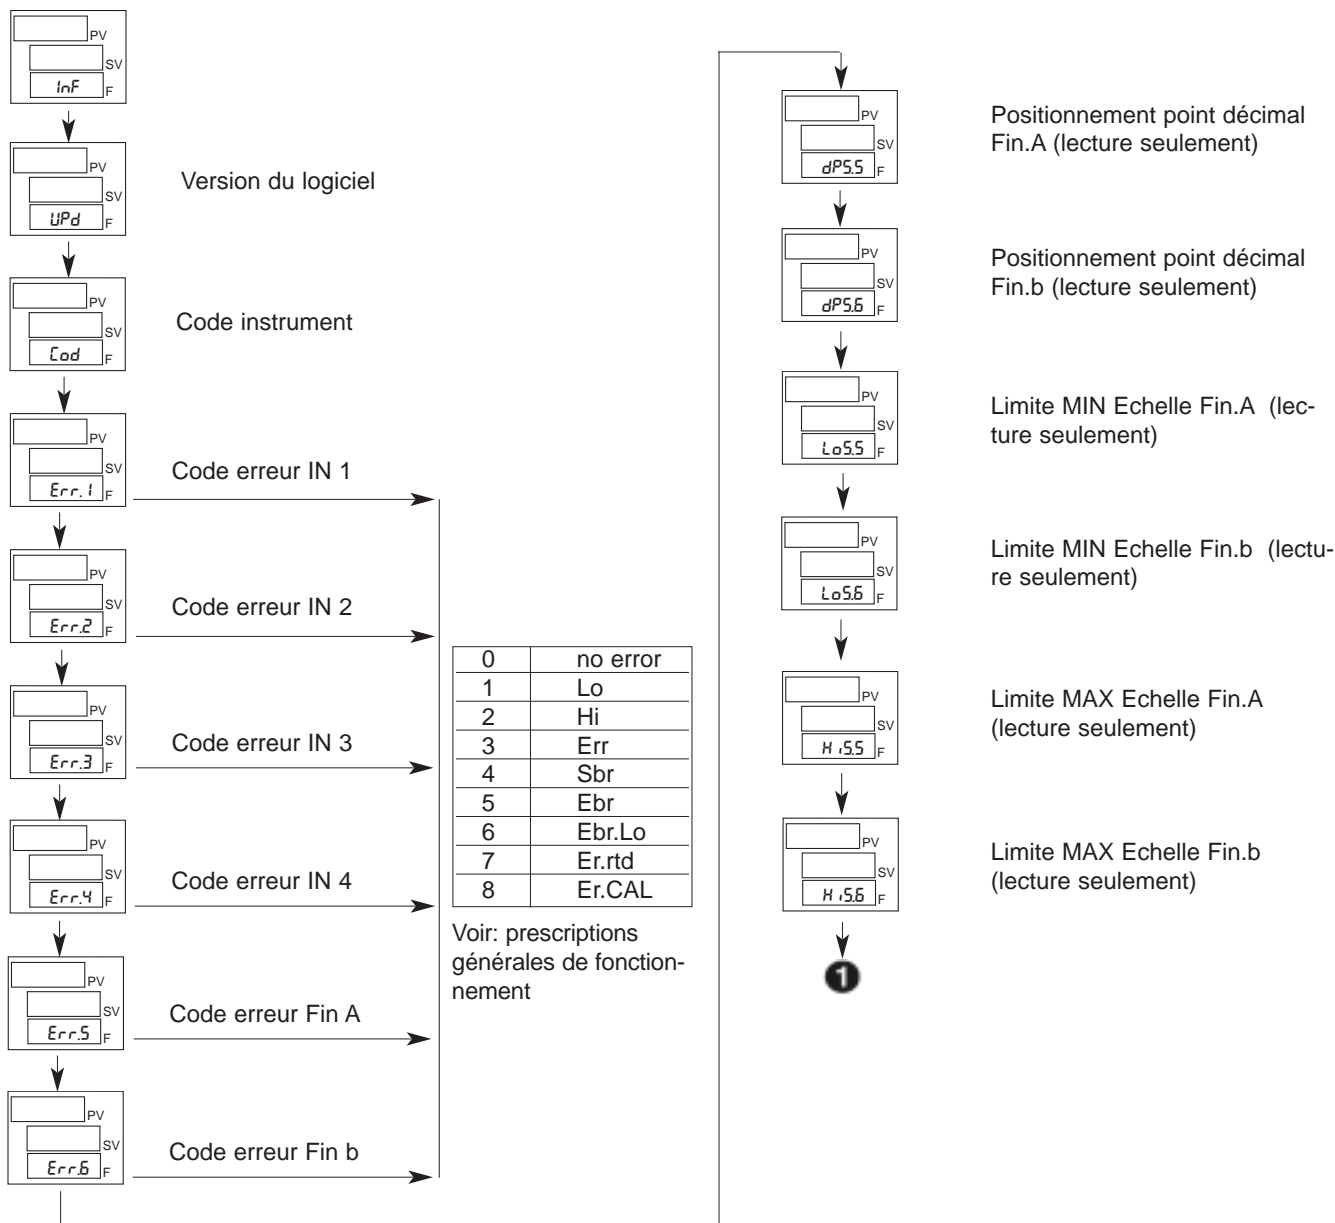 PV
SV
InF F
PV
SV
UPd F
Version du logiciel
PV
SV
Cod F
Code instrument
PV
SV
Err.1 F
Code erreur IN 1
PV
SV
Err.2 F
Code erreur IN 2
PV
SV
Err.3 F
Code erreur IN 3
PV
SV
Err.4 F
Code erreur IN 4
PV
SV
Err.5 F
Code erreur Fin A
PV
SV
Err.6 F
Code erreur Fin b
0 no error
1 Lo
2 Hi
3 Err
4 Sbr
5 Ebr
6 Ebr.Lo
7 Er.rtd
8 Er.CAL
Voir: prescriptions
générales de fonction-
nement
PV
SV
dPS.5 F
Positionnement point décimal
Fin.A (lecture seulement)
PV
SV
dPS.6 F
Positionnement point décimal
Fin.b (lecture seulement)
PV
SV
LoS.5 F
Limite MIN Echelle Fin.A (lec-
ture seulement)
PV
SV
LoS.6 F
Limite MIN Echelle Fin.b (lectu-
re seulement)
PV
SV
HiS.5 F
Limite MAX Echelle Fin.A
(lecture seulement)
PV
SV
HiS.6 F
Limite MAX Echelle Fin.b
(lecture seulement)
1